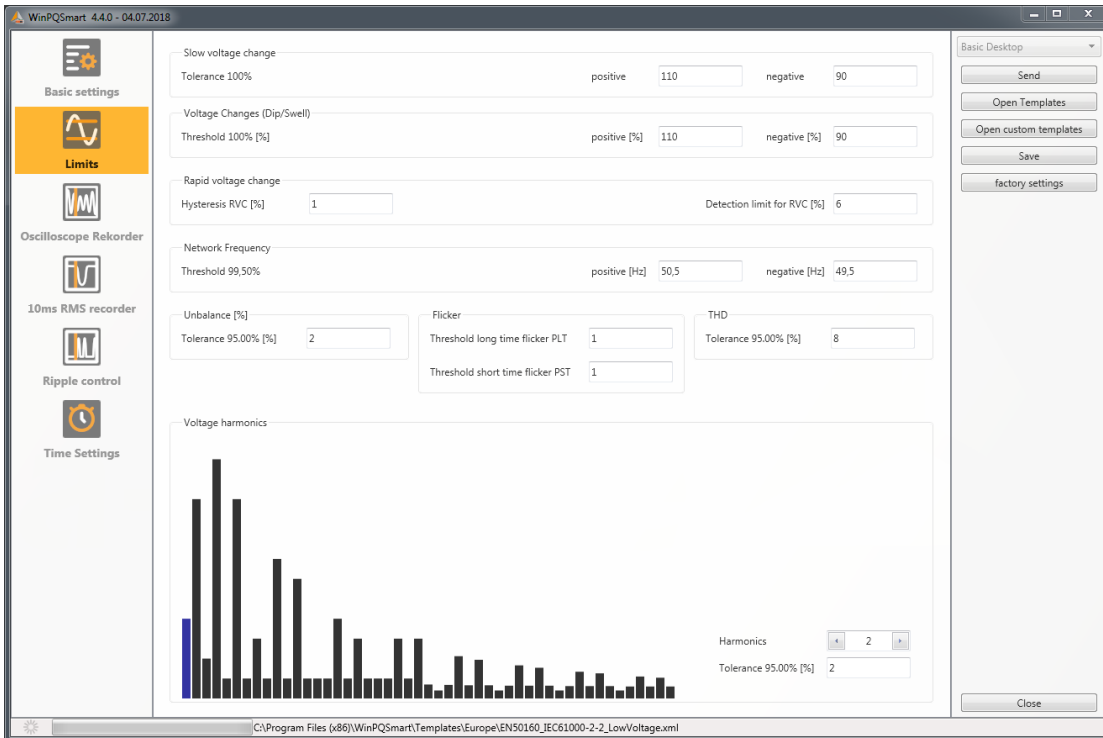 WinPQSmart 4.4.0 - 04.07.2018
Basic settings
Limits
Oscilloscope Rekorder
10ms RMS recorder
Ripple control
Time Settings
Slow voltage change
Tolerance 100% positive 110 negative 90
Voltage Changes (Dip/Swell)
Threshold 100% [%] positive [%] 110 negative [%] 90
Rapid voltage change
Hysteresis RVC [%] 1 Detection limit for RVC [%] 6
Network Frequency
Threshold 99,50% positive [Hz] 50,5 negative [Hz] 49,5
Unbalance [%]
Tolerance 95.00% [%] 2
Flicker
Threshold long time flicker PLT 1
Threshold short time flicker PST 1
THD
Tolerance 95.00% [%] 8
Voltage harmonics
Harmonics 2
Tolerance 95.00% [%] 2
Basic Desktop
Send
Open Templates
Open custom templates
Save
factory settings
Close
C:\Program Files (x86)\WinPQSmart\Templates\Europe\EN50160_IEC61000-2-2_LowVoltage.xml